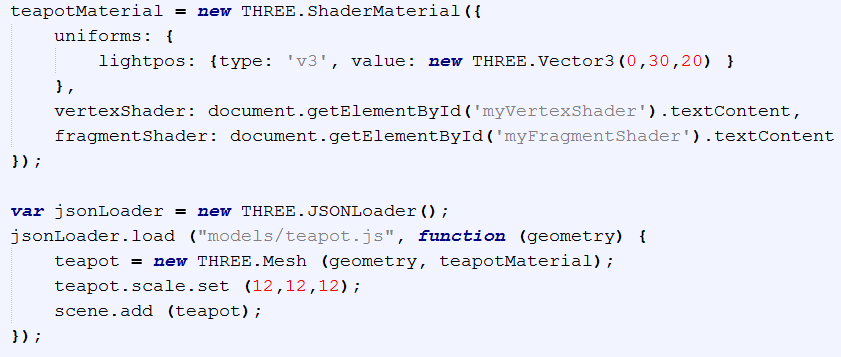 teapotMaterial = new THREE.ShaderMaterial({
    uniforms: {
        lightpos: {type: 'v3', value: new THREE.Vector3(0,30,20) }
    },
    vertexShader: document.getElementById('myVertexShader').textContent,
    fragmentShader: document.getElementById('myFragmentShader').textContent
});

var jsonLoader = new THREE.JSONLoader();
jsonLoader.load ("models/teapot.js", function (geometry) {
    teapot = new THREE.Mesh (geometry, teapotMaterial);
    teapot.scale.set (12,12,12);
    scene.add (teapot);
});